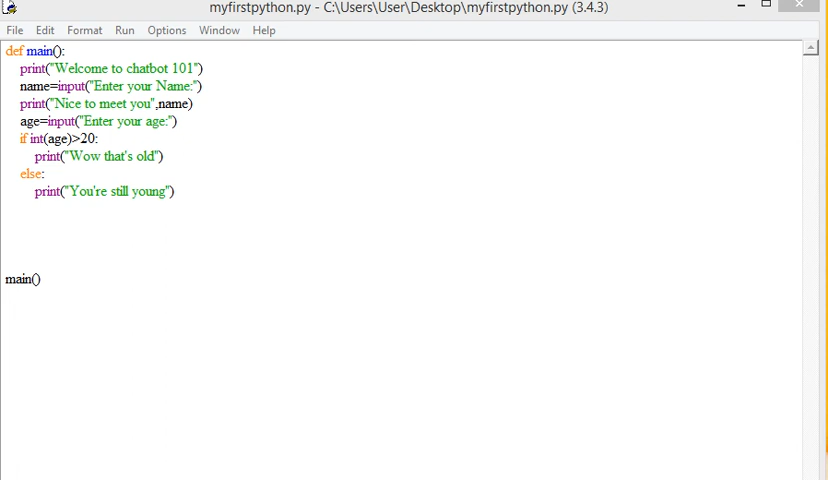 myfirstpython.py - C:\Users\User\Desktop\myfirstpython.py (3.4.3)
File Edit Format Run Options Window Help
def main():
    print("Welcome to chatbot 101")
    name=input("Enter your Name:")
    print("Nice to meet you",name)
    age=input("Enter your age:")
    if int(age)>20:
        print("Wow that's old")
    else:
        print("You're still young")
main()